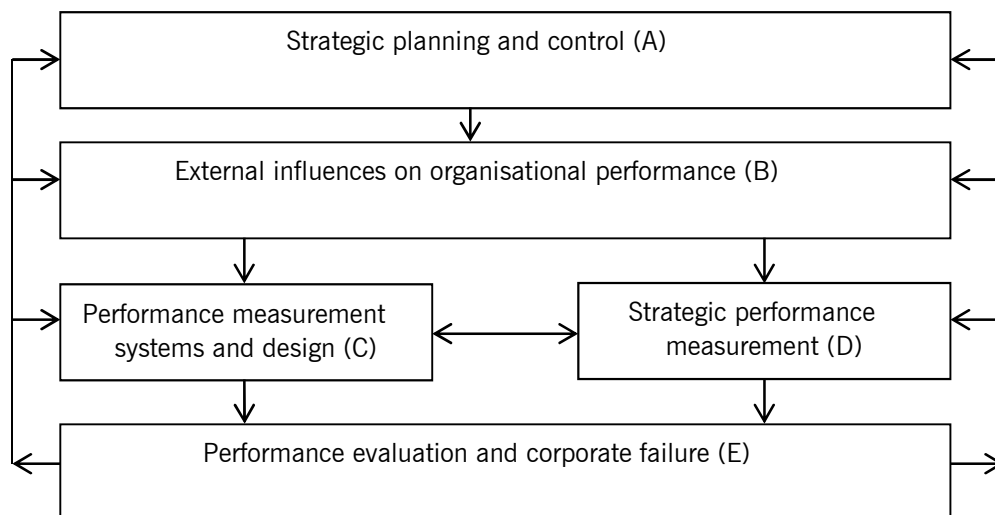 Strategic planning and control (A)
External influences on organisational performance (B)
Performance measurement
systems and design (C)
Strategic performance
measurement (D)
Performance evaluation and corporate failure (E)